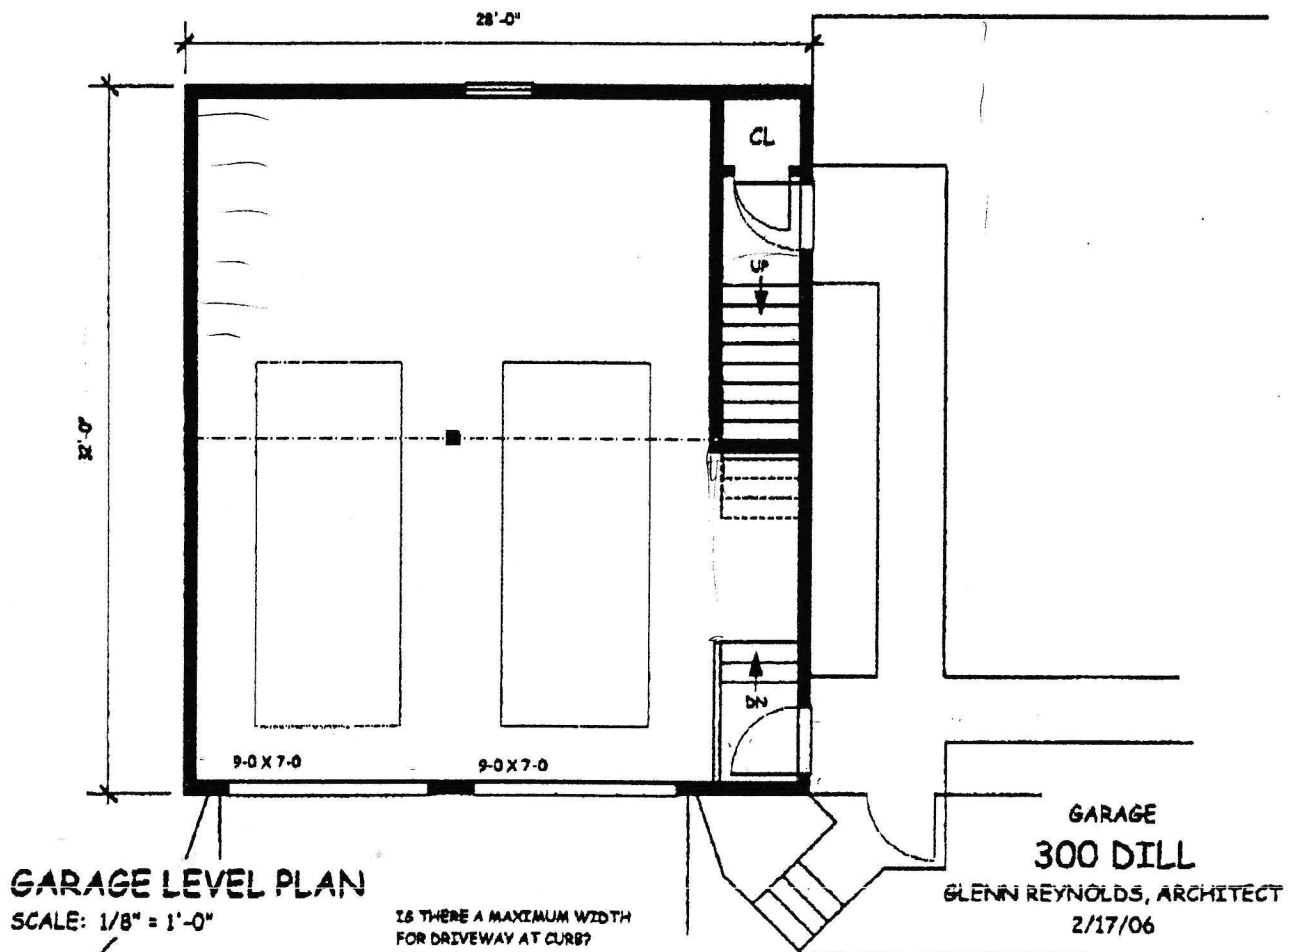 28'-0"
CL
UP
32'-0"
DN
9-0 X 7-0
9-0 X 7-0
GARAGE LEVEL PLAN
SCALE: 1/8" = 1'-0"
IS THERE A MAXIMUM WIDTH
FOR DRIVEWAY AT CURB?
GARAGE
300 DILL
GLENN REYNOLDS, ARCHITECT
2/17/06